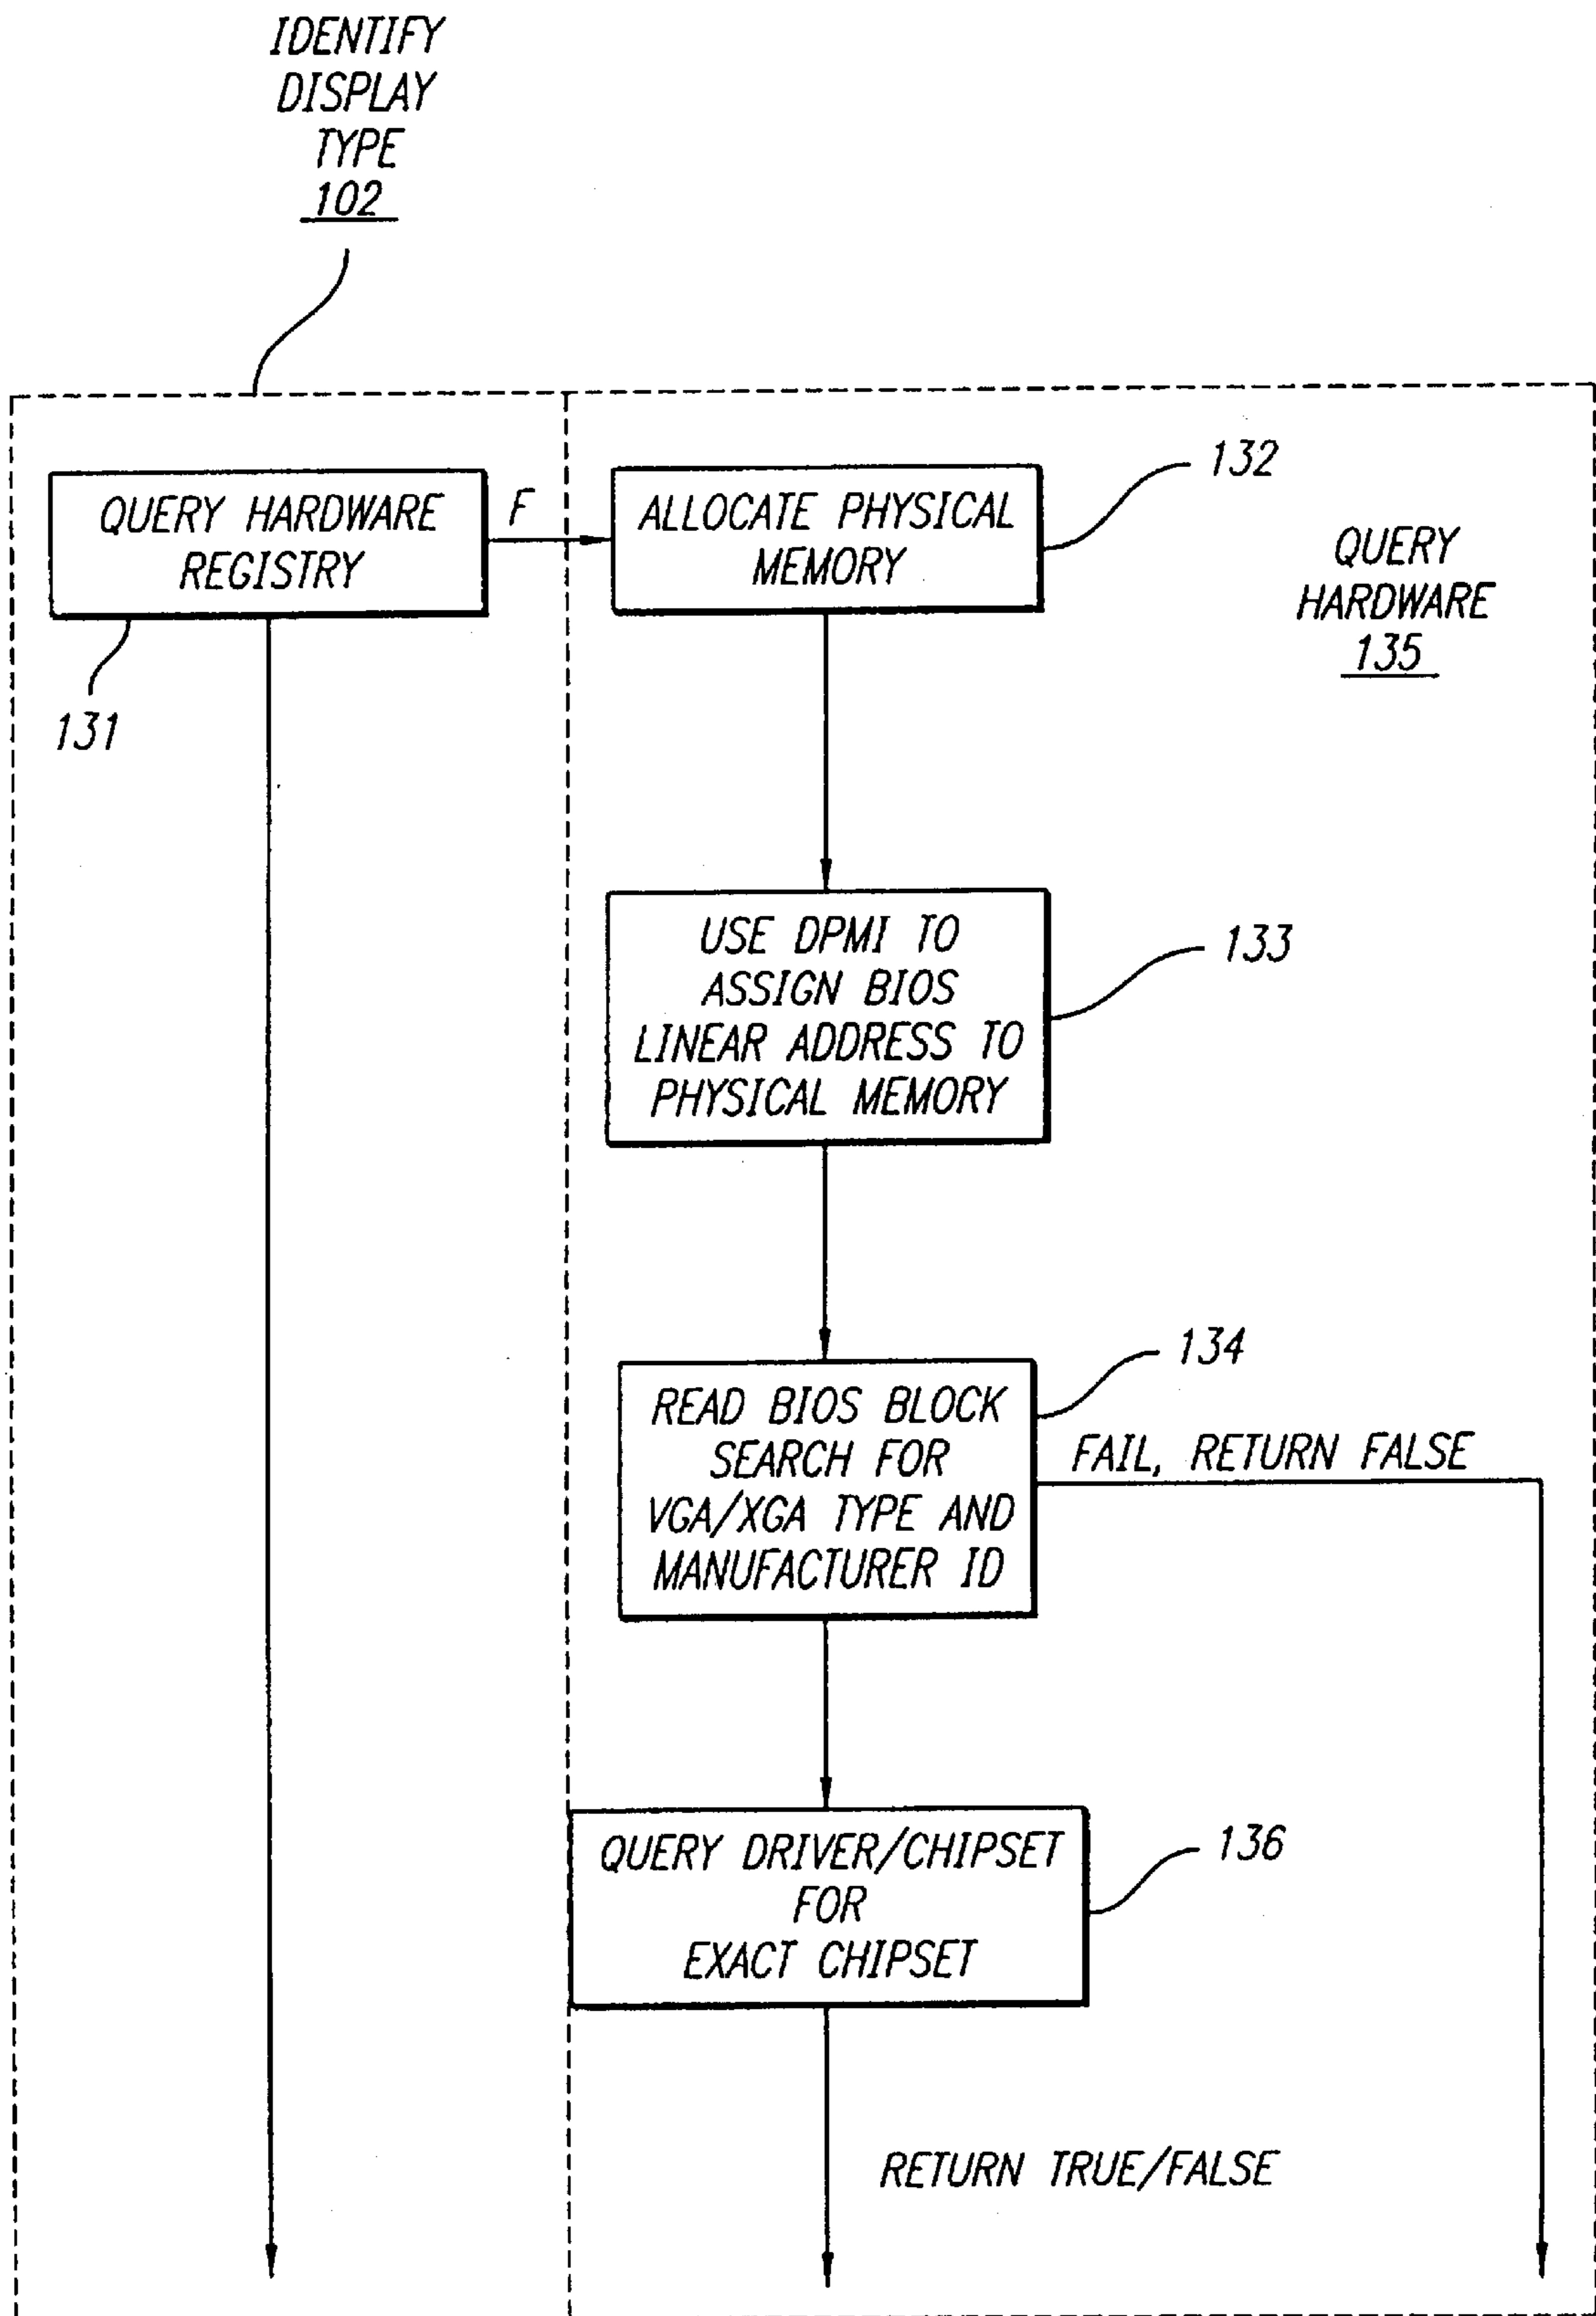 IDENTIFY
DISPLAY
TYPE
102
QUERY HARDWARE
REGISTRY
131
F
ALLOCATE PHYSICAL
MEMORY
132
QUERY
HARDWARE
135
USE DPMI TO
ASSIGN BIOS
LINEAR ADDRESS TO
PHYSICAL MEMORY
133
READ BIOS BLOCK
SEARCH FOR
VGA/XGA TYPE AND
MANUFACTURER ID
134
FAIL, RETURN FALSE
QUERY DRIVER/CHIPSET
FOR
EXACT CHIPSET
136
RETURN TRUE/FALSE